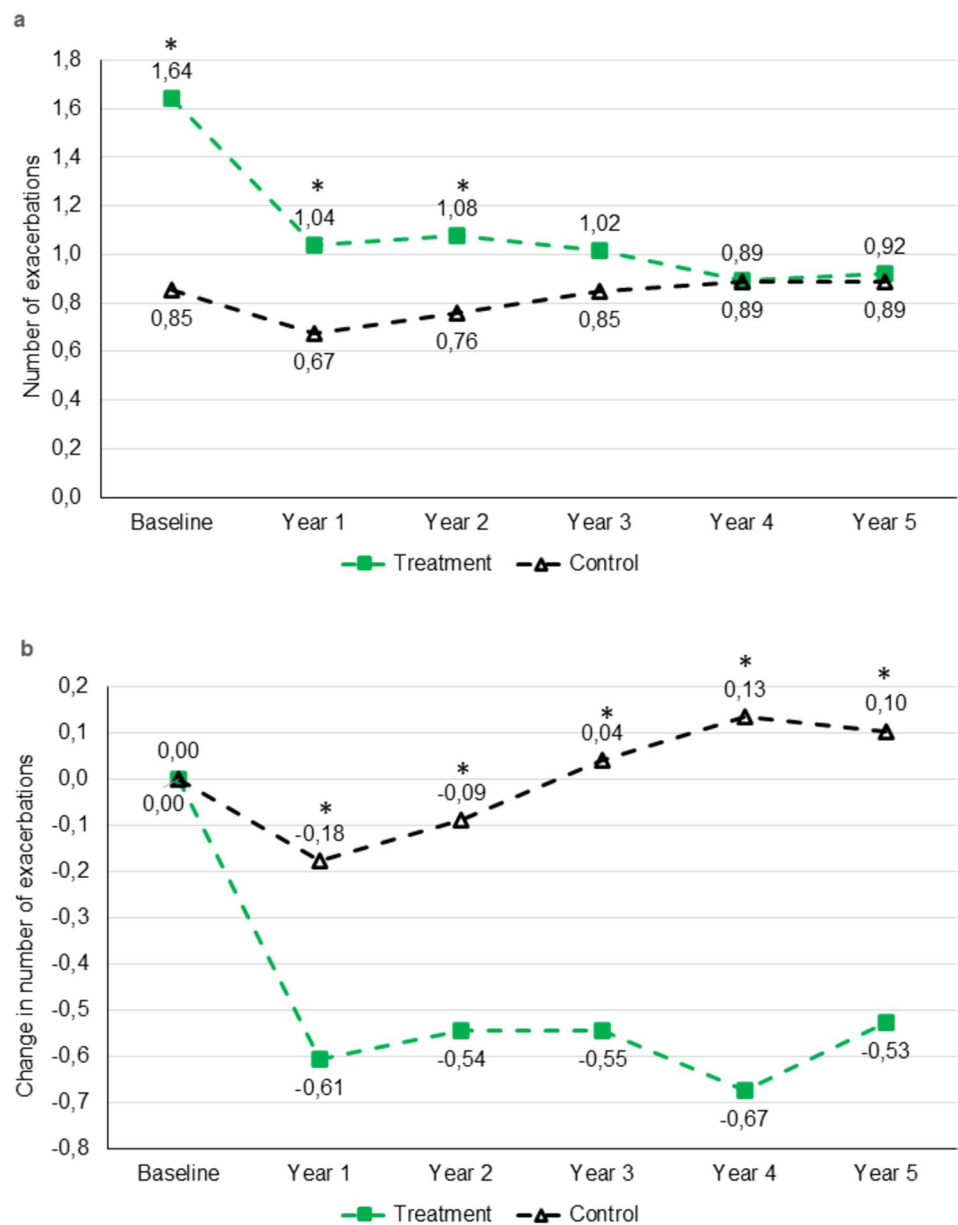 a
Number of exacerbations
1,8
1,6
1,4
1,2
1,0
0,8
0,6
0,4
0,2
0,0
* * *
1,64 1,04 1,08 1,02 0,89 0,92
0,85 0,67 0,76 0,85 0,89 0,89
Baseline Year 1 Year 2 Year 3 Year 4 Year 5
Treatment Control
b
Change in number of exacerbations
0,2
0,1
0,0
-0,1
-0,2
-0,3
-0,4
-0,5
-0,6
-0,7
-0,8
* * * * *
0,00 -0,18 -0,09 0,04 0,13 0,10
0,00 -0,61 -0,54 -0,55 -0,67 -0,53
Baseline Year 1 Year 2 Year 3 Year 4 Year 5
Treatment Control